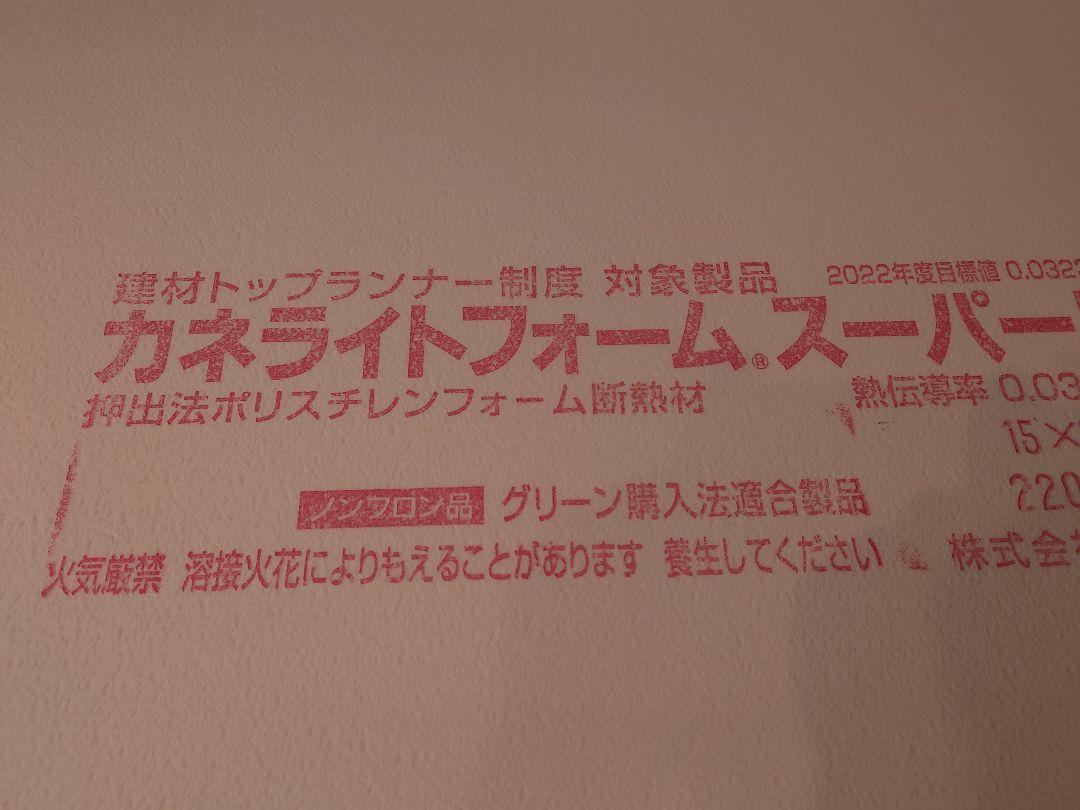 建材トップランナー制度 対象製品 2022年度目標値 0.0323
カネライトフォーム®スーパー
押出法ポリスチレンフォーム断熱材 熱伝導率 0.03
15×
ノンフロン品 グリーン購入法適合製品 220
火気厳禁 溶接火花によりもえることがあります 養生してください 株式会